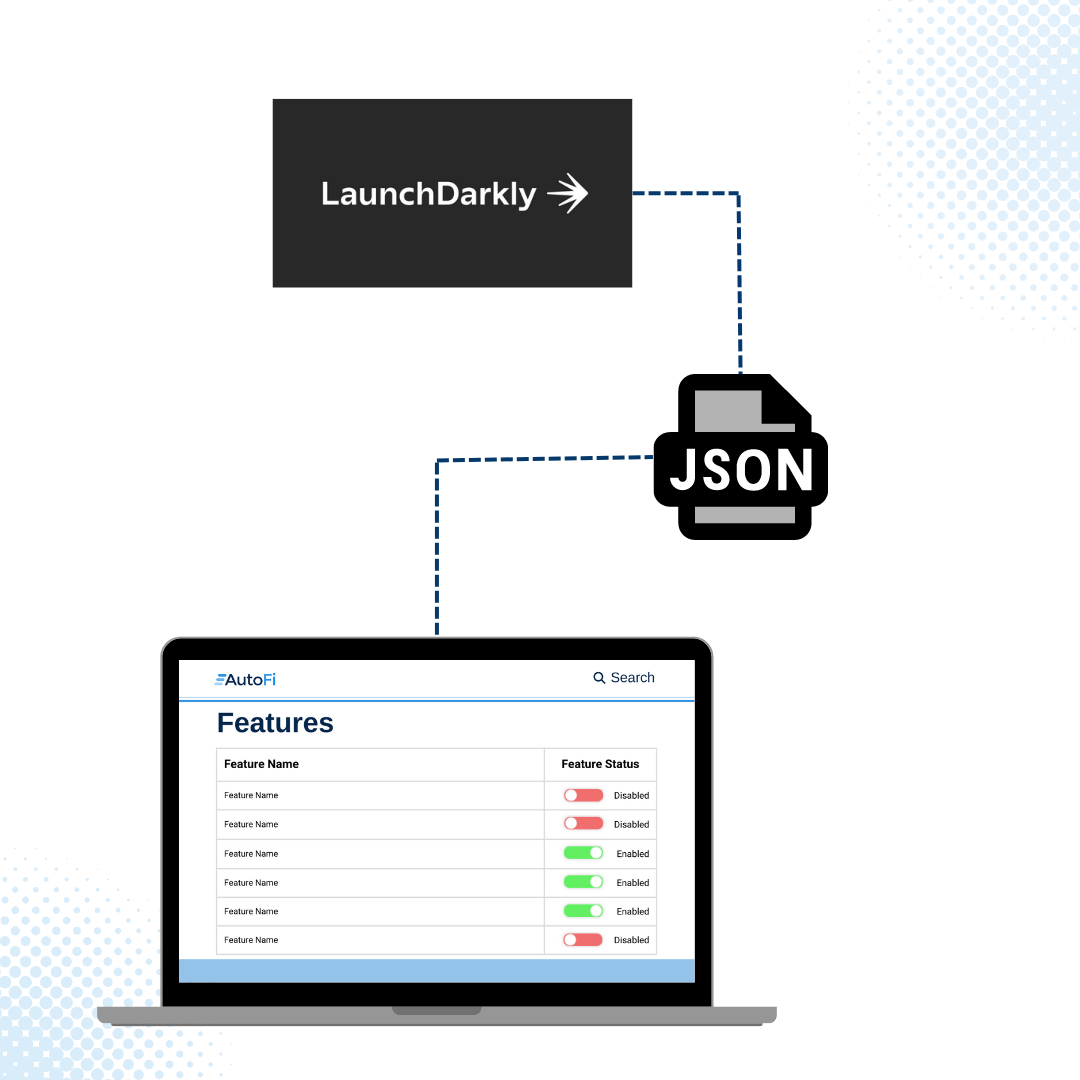 LaunchDarkly
JSON
AutoFi
Search
Features
Feature Name Feature Status
Feature Name Disabled
Feature Name Disabled
Feature Name Enabled
Feature Name Enabled
Feature Name Enabled
Feature Name Disabled